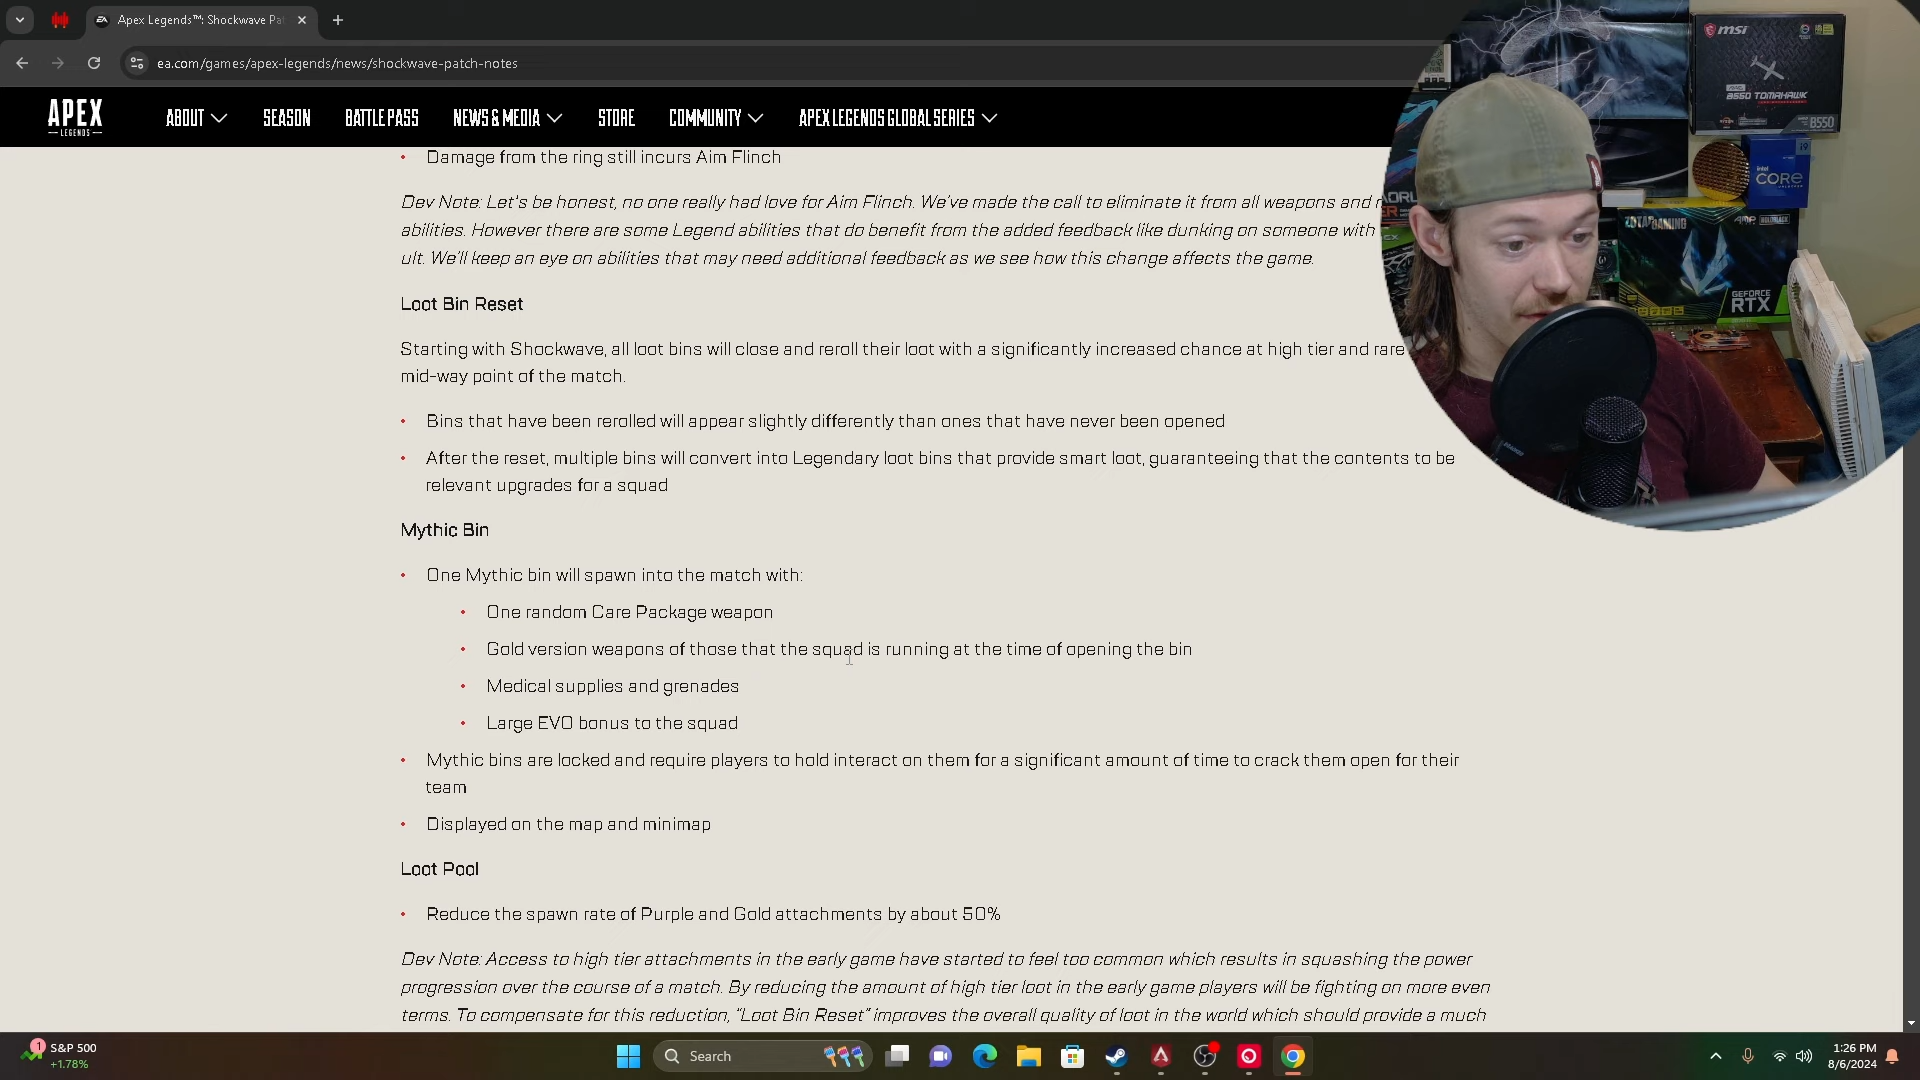 Apex Legends™: Shockwave Pat
ea.com/games/apex-legends/news/shockwave-patch-notes
APEX
LEGENDS
ABOUT
SEASON
BATTLE PASS
NEWS & MEDIA
STORE
COMMUNITY
APEX LEGENDS GLOBAL SERIES
• Damage from the ring still incurs Aim Flinch
Dev Note: Let's be honest, no one really had love for Aim Flinch. We've made the call to eliminate it from all weapons and
abilities. However there are some Legend abilities that do benefit from the added feedback like dunking on someone with
ult. We'll keep an eye on abilities that may need additional feedback as we see how this change affects the game.
Loot Bin Reset
Starting with Shockwave, all loot bins will close and reroll their loot with a significantly increased chance at high tier and rare
mid-way point of the match.
• Bins that have been rerolled will appear slightly differently than ones that have never been opened
• After the reset, multiple bins will convert into Legendary loot bins that provide smart loot, guaranteeing that the contents to be
relevant upgrades for a squad
Mythic Bin
• One Mythic bin will spawn into the match with:
• One random Care Package weapon
• Gold version weapons of those that the squad is running at the time of opening the bin
• Medical supplies and grenades
• Large EVO bonus to the squad
• Mythic bins are locked and require players to hold interact on them for a significant amount of time to crack them open for their
team
• Displayed on the map and minimap
Loot Pool
• Reduce the spawn rate of Purple and Gold attachments by about 50%
Dev Note: Access to high tier attachments in the early game have started to feel too common which results in squashing the power
progression over the course of a match. By reducing the amount of high tier loot in the early game players will be fighting on more even
terms. To compensate for this reduction, "Loot Bin Reset" improves the overall quality of loot in the world which should provide a much
msi
B550 TOMAHAWK
B550
intel
CORE
i9
ZOTAC GAMING
GEFORCE
RTX
1
S&P 500
+1.78%
Search
1:26 PM
8/6/2024